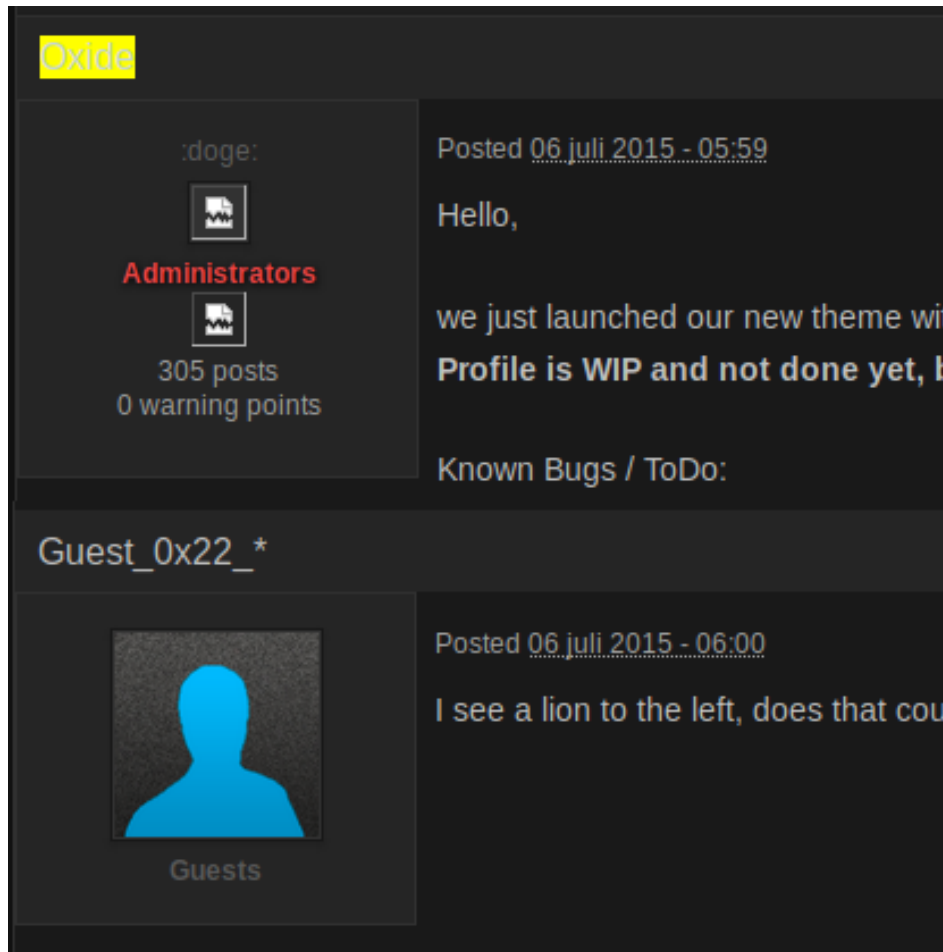 Oxide
:doge:
Administrators
305 posts
0 warning points
Posted 06 juli 2015 - 05:59
Hello,
we just launched our new theme wi
Profile is WIP and not done yet,
Known Bugs / ToDo:
Guest_0x22_*
Guests
Posted 06 juli 2015 - 06:00
I see a lion to the left, does that cou